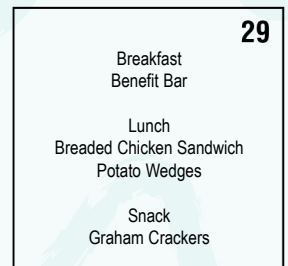 29
Breakfast
Benefit Bar
Lunch
Breaded Chicken Sandwich
Potato Wedges
Snack
Graham Crackers